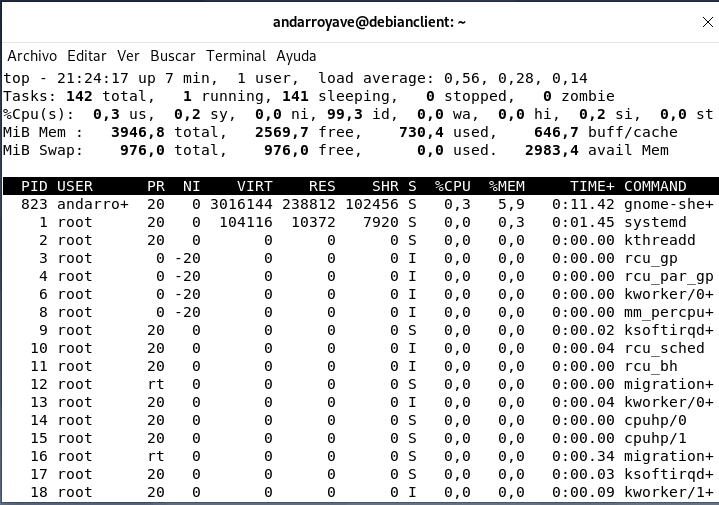 andarroyave@debianclient: ~
Archivo Editar Ver Buscar Terminal Ayuda
top - 21:24:17 up 7 min,  1 user,  load average: 0,56, 0,28, 0,14
Tasks: 142 total,   1 running, 141 sleeping,   0 stopped,   0 zombie
%Cpu(s):  0,3 us,  0,2 sy,  0,0 ni, 99,3 id,  0,0 wa,  0,0 hi,  0,2 si,  0,0 st
MiB Mem :   3946,8 total,   2569,7 free,    730,4 used,    646,7 buff/cache
MiB Swap:    976,0 total,    976,0 free,      0,0 used.   2983,4 avail Mem
PID USER      PR  NI    VIRT    RES    SHR S  %CPU  %MEM     TIME+ COMMAND
823 andarro+  20   0 3016144 238812 102456 S   0,3   5,9   0:11.42 gnome-she+
1 root      20   0  104116  10372   7920 S   0,0   0,3   0:01.45 systemd
2 root      20   0       0      0      0 S   0,0   0,0   0:00.00 kthreadd
3 root       0 -20       0      0      0 I   0,0   0,0   0:00.00 rcu_gp
4 root       0 -20       0      0      0 I   0,0   0,0   0:00.00 rcu_par_gp
6 root       0 -20       0      0      0 I   0,0   0,0   0:00.00 kworker/0+
8 root       0 -20       0      0      0 I   0,0   0,0   0:00.00 mm_percpu+
9 root      20   0       0      0      0 S   0,0   0,0   0:00.02 ksoftirqd+
10 root      20   0       0      0      0 I   0,0   0,0   0:00.04 rcu_sched
11 root      20   0       0      0      0 I   0,0   0,0   0:00.00 rcu_bh
12 root      rt   0       0      0      0 S   0,0   0,0   0:00.00 migration+
13 root      20   0       0      0      0 I   0,0   0,0   0:00.04 kworker/0+
14 root      20   0       0      0      0 S   0,0   0,0   0:00.00 cpuhp/0
15 root      20   0       0      0      0 S   0,0   0,0   0:00.00 cpuhp/1
16 root      rt   0       0      0      0 S   0,0   0,0   0:00.34 migration+
17 root      20   0       0      0      0 S   0,0   0,0   0:00.03 ksoftirqd+
18 root      20   0       0      0      0 I   0,0   0,0   0:00.09 kworker/1+